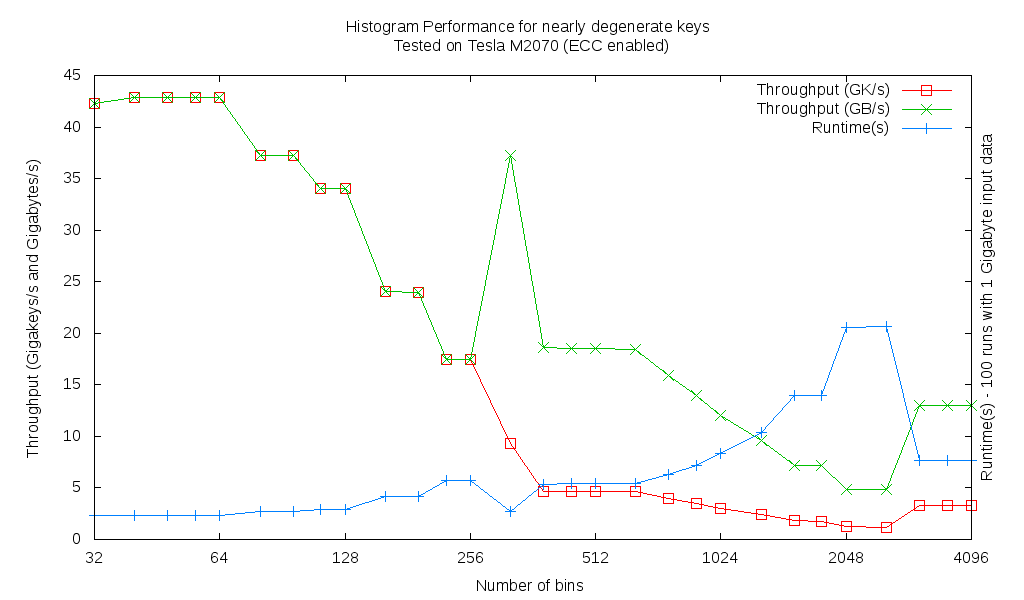 Histogram Performance for nearly degenerate keys
Tested on Tesla M2070 (ECC enabled)
Throughput (GK/s)
Throughput (GB/s)
Runtime(s)
Throughput (Gigakeys/s and Gigabytes/s)
45
40
35
30
25
20
15
10
5
0
Runtime(s) - 100 runs with 1 Gigabyte input data
32 64 128 256 512 1024 2048 4096
Number of bins